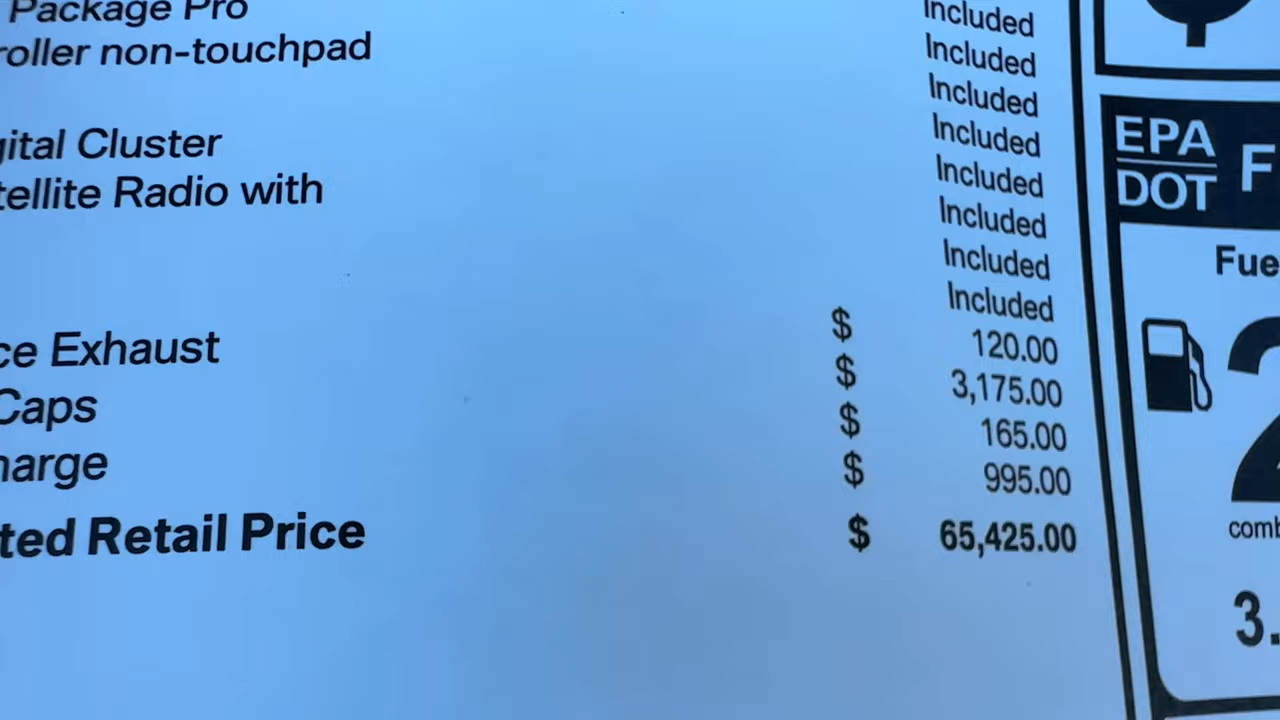 Package Pro
roller non-touchpad
gital Cluster
tellite Radio with
ce Exhaust
Caps
harge
ted Retail Price
Included
Included
Included
Included
Included
Included
Included
Included
$ 120.00
$ 3,175.00
$ 165.00
$ 995.00
$ 65,425.00
EPA
DOT
F
Fue
2
comb
3.